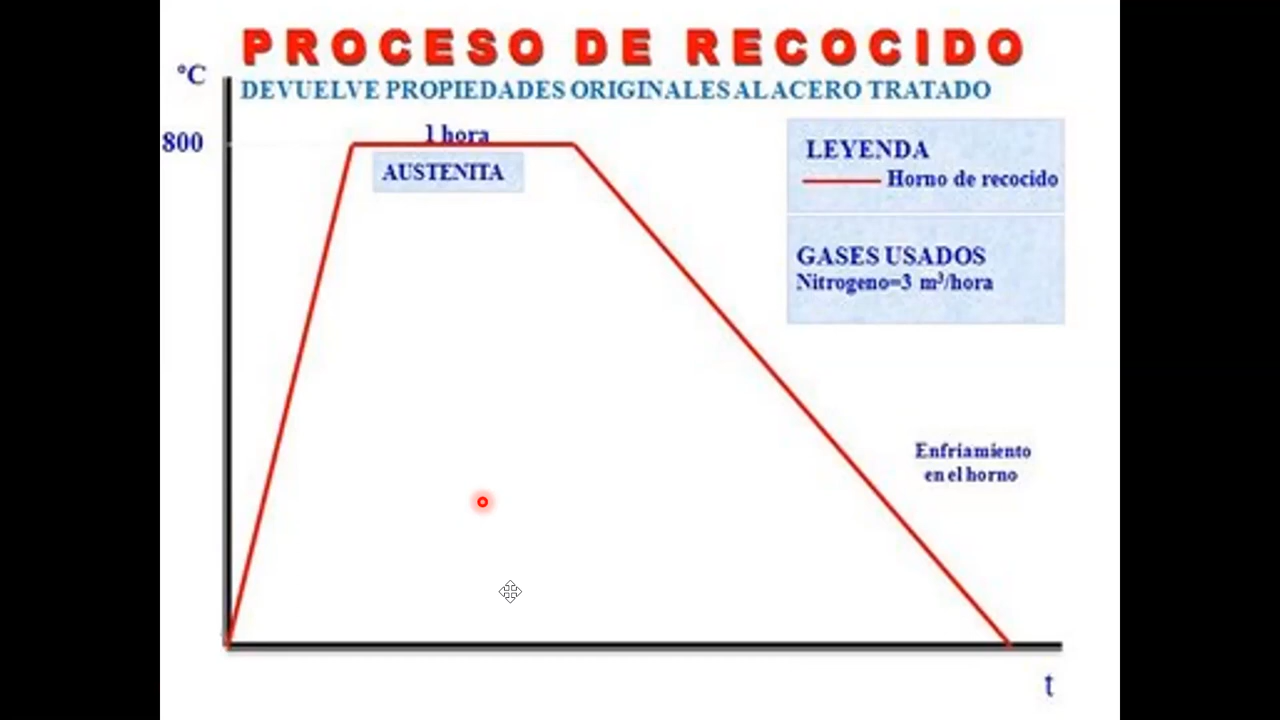 PROCESO DE RECOCIDO
°C
DEVUELVE PROPIEDADES ORIGINALES AL ACERO TRATADO
800
1 hora
AUSTENITA
LEYENDA
Horno de recocido
GASES USADOS
Nitrogeno=3 m³/hora
Enfriamiento
en el horno
t